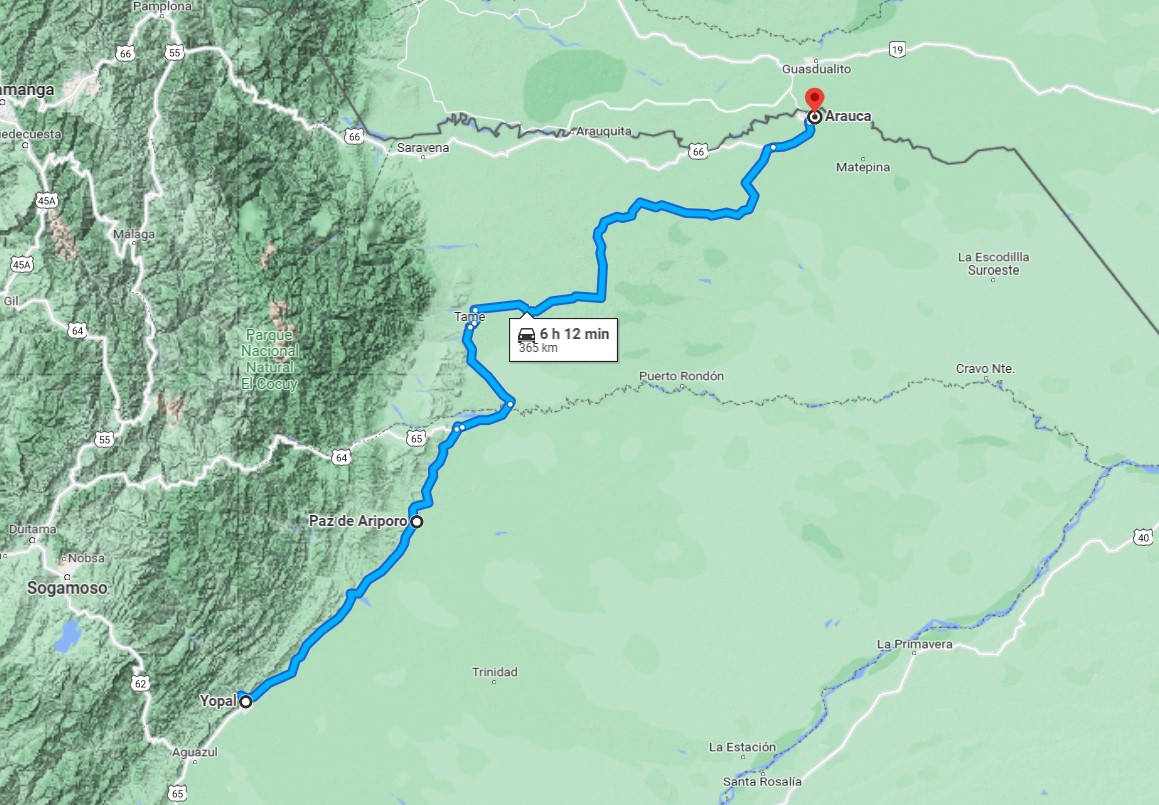 Pamplona
66
55
19
Guasdualito
amanga
Arauca
iedecuesta
66
Arauquita
Saravena
66
Matepina
45A
Málaga
La Escodillla
Suroeste
45A
Gil
64
Tame
6 h 12 min
365 km
Parque
Nacional
Natural
El Cocuy
Puerto Rondón
Cravo Nte.
55
65
64
Paz de Ariporo
Duitama
40
Nobsa
Sogamoso
La Primavera
Trinidad
62
Yopal
Aguazul
La Estación
Santa Rosalía
65